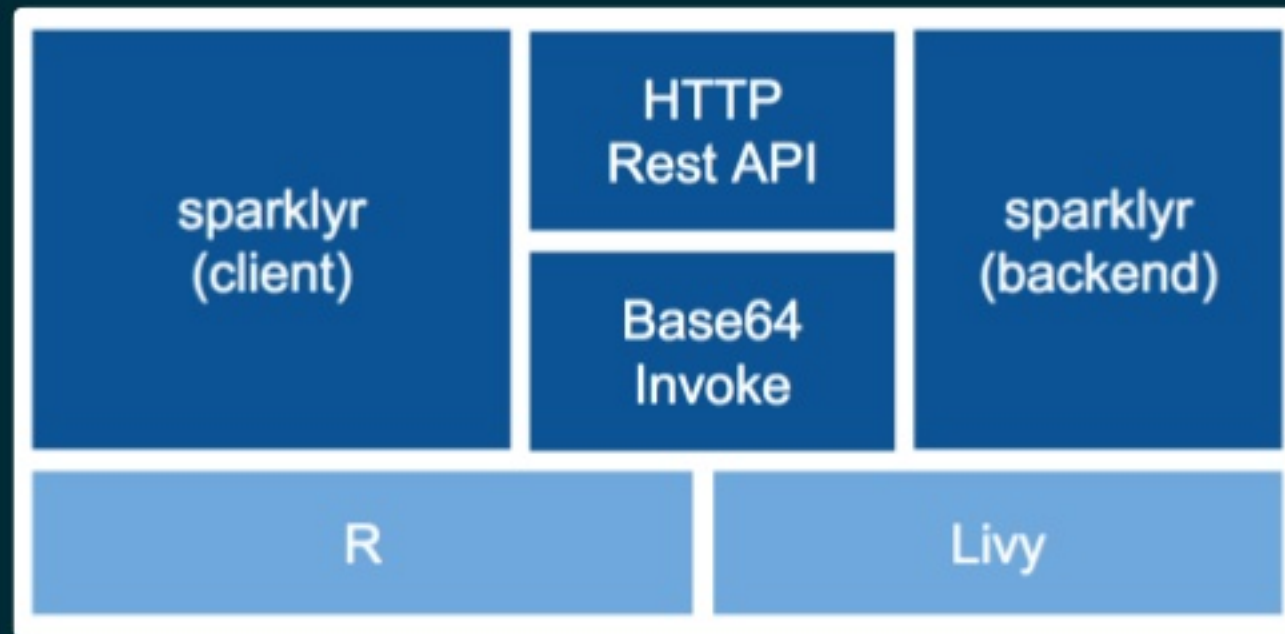 sparklyr
(client)
HTTP
Rest API
Base64
Invoke
sparklyr
(backend)
R
Livy